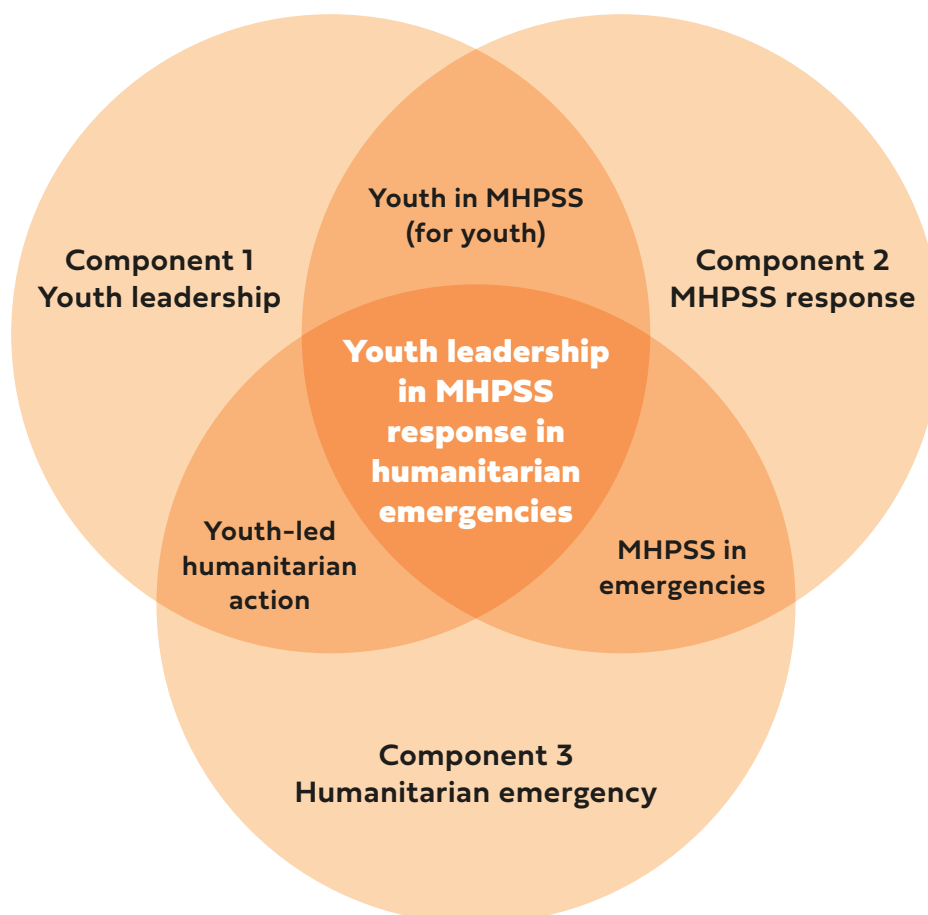 Youth in MHPSS
(for youth)
Component 1
Youth leadership
Component 2
MHPSS response
Youth leadership
in MHPSS
response in
humanitarian
emergencies
Youth-led
humanitarian
action
MHPSS in
emergencies
Component 3
Humanitarian emergency